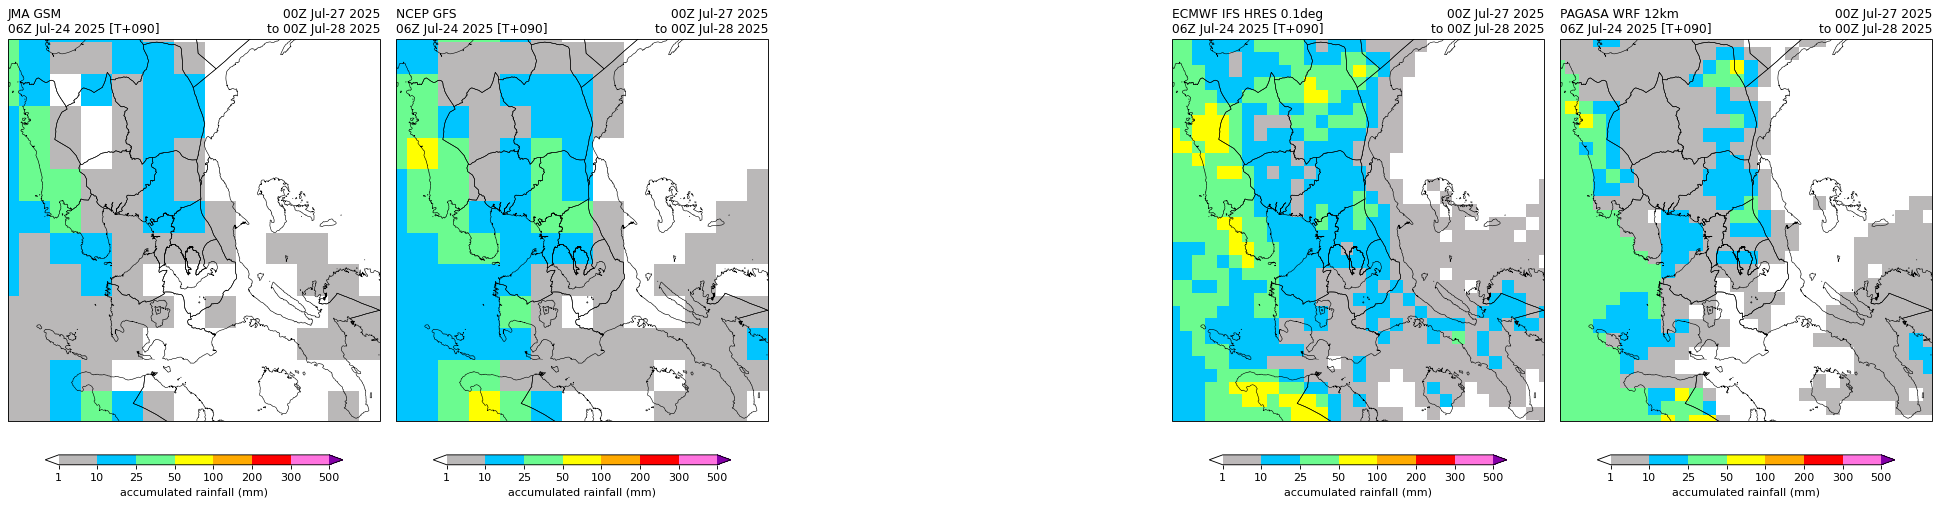 JMA GSM 00Z Jul-27 2025
06Z Jul-24 2025 [T+090] to 00Z Jul-28 2025
1 10 25 50 100 200 300 500
accumulated rainfall (mm)
NCEP GFS 00Z Jul-27 2025
06Z Jul-24 2025 [T+090] to 00Z Jul-28 2025
1 10 25 50 100 200 300 500
accumulated rainfall (mm)
ECMWF IFS HRES 0.1deg 00Z Jul-27 2025
06Z Jul-24 2025 [T+090] to 00Z Jul-28 2025
1 10 25 50 100 200 300 500
accumulated rainfall (mm)
PAGASA WRF 12km 00Z Jul-27 2025
06Z Jul-24 2025 [T+090] to 00Z Jul-28 2025
1 10 25 50 100 200 300 500
accumulated rainfall (mm)